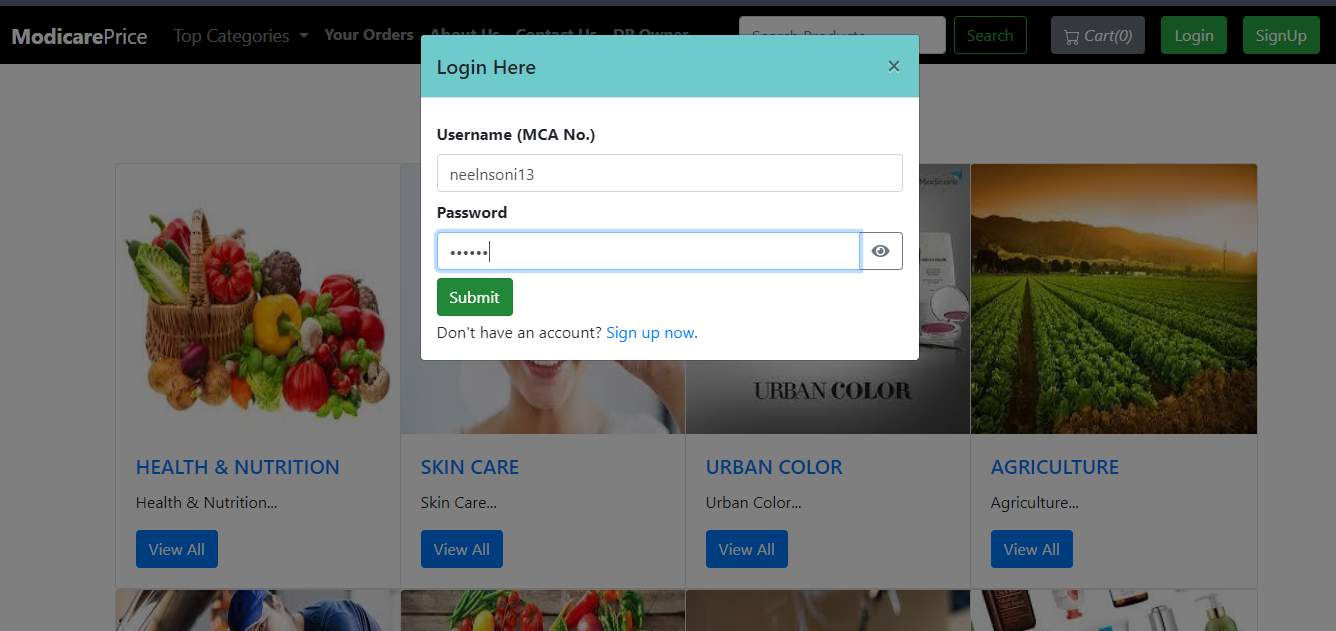 ModicarePrice Top Categories Your Orders About Us Contact Us DP Owner Search Products Search Cart(0) Login SignUp
Login Here ×
Username (MCA No.)
neelnsoni13
Password
••••••
Submit
Don't have an account? Sign up now.
Modicare
URBAN COLOR
HEALTH & NUTRITION SKIN CARE URBAN COLOR AGRICULTURE
Health & Nutrition... Skin Care... Urban Color... Agriculture...
View All View All View All View All